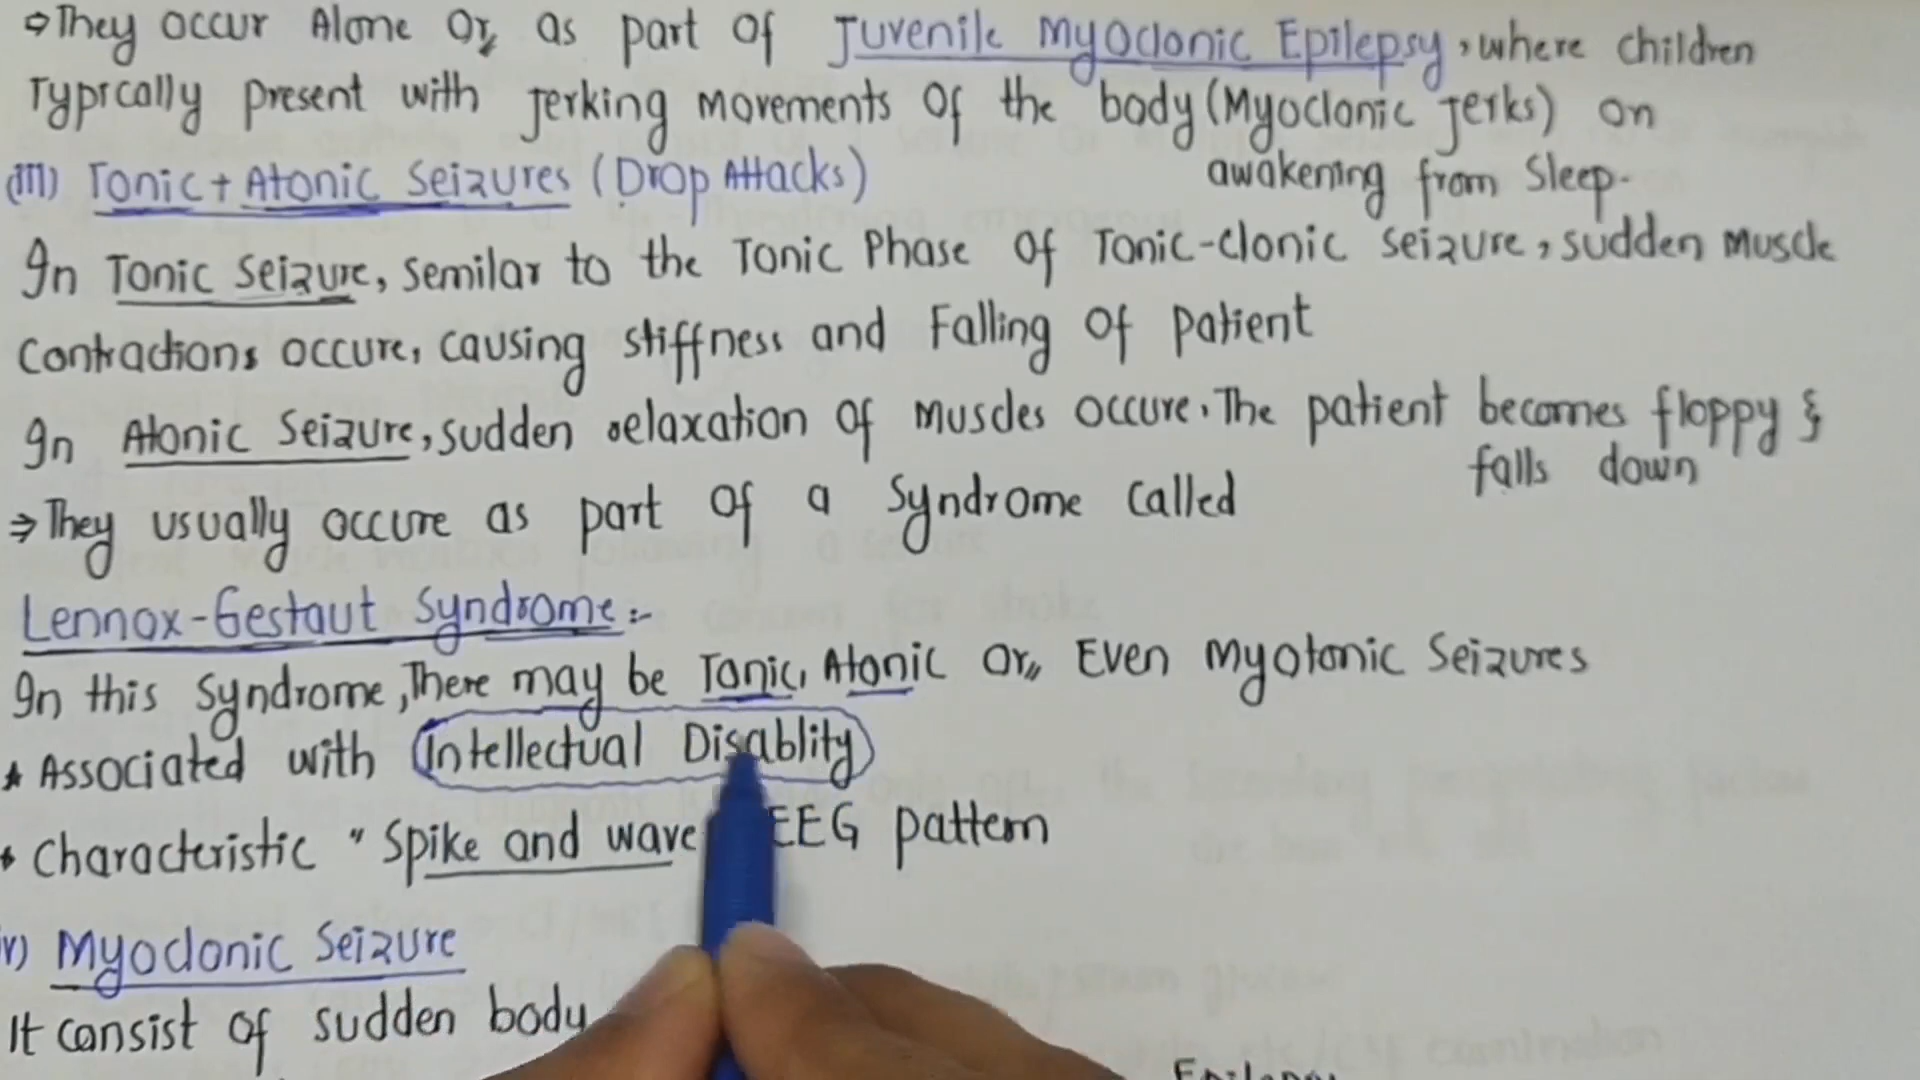 ⇒They occur Alone Or, as part of Juvenile Myoclonic Epilepsy, where children
Typically present with jerking movements Of the body (Myoclonic jerks) on
awakening from Sleep.
(III) Tonic + Atonic Seizures (Drop Attacks)
In Tonic Seizure, Semilar to the Tonic Phase Of Tonic-clonic seizure, sudden muscle
Contractions occure, causing stiffness and Falling Of patient
In Atonic Seizure, sudden relaxation Of Muscles occure. The patient becomes floppy &
falls down
⇒They usually occure as part Of a Syndrome called
Lennox-Gestaut Syndrome:-
In this Syndrome, There may be Tonic, Atonic Or, Even Myotonic Seizures
* Associated with Intellectual Disablity
* Characteristic "Spike and wave EEG pattern
Myoclonic Seizure
It consist Of sudden body